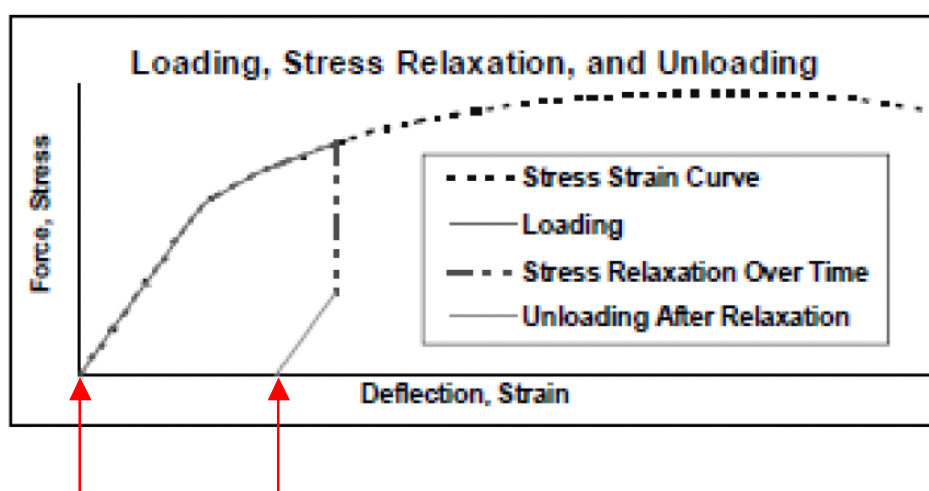 Loading, Stress Relaxation, and Unloading
Force, Stress
Stress Strain Curve
Loading
Stress Relaxation Over Time
Unloading After Relaxation
Deflection, Strain